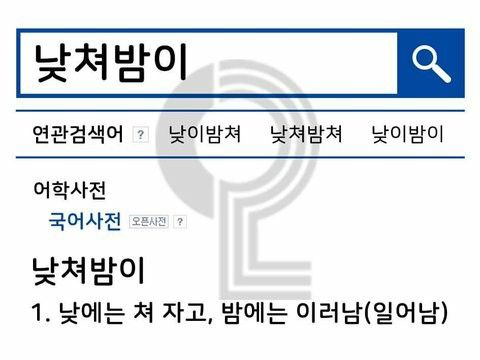 낮쳐밤이
연관검색어 ? 낮이밤쳐 낮쳐밤쳐 낮이밤이
어학사전
국어사전 오픈사전 ?
낮쳐밤이
1. 낮에는 쳐 자고, 밤에는 이러남(일어남)